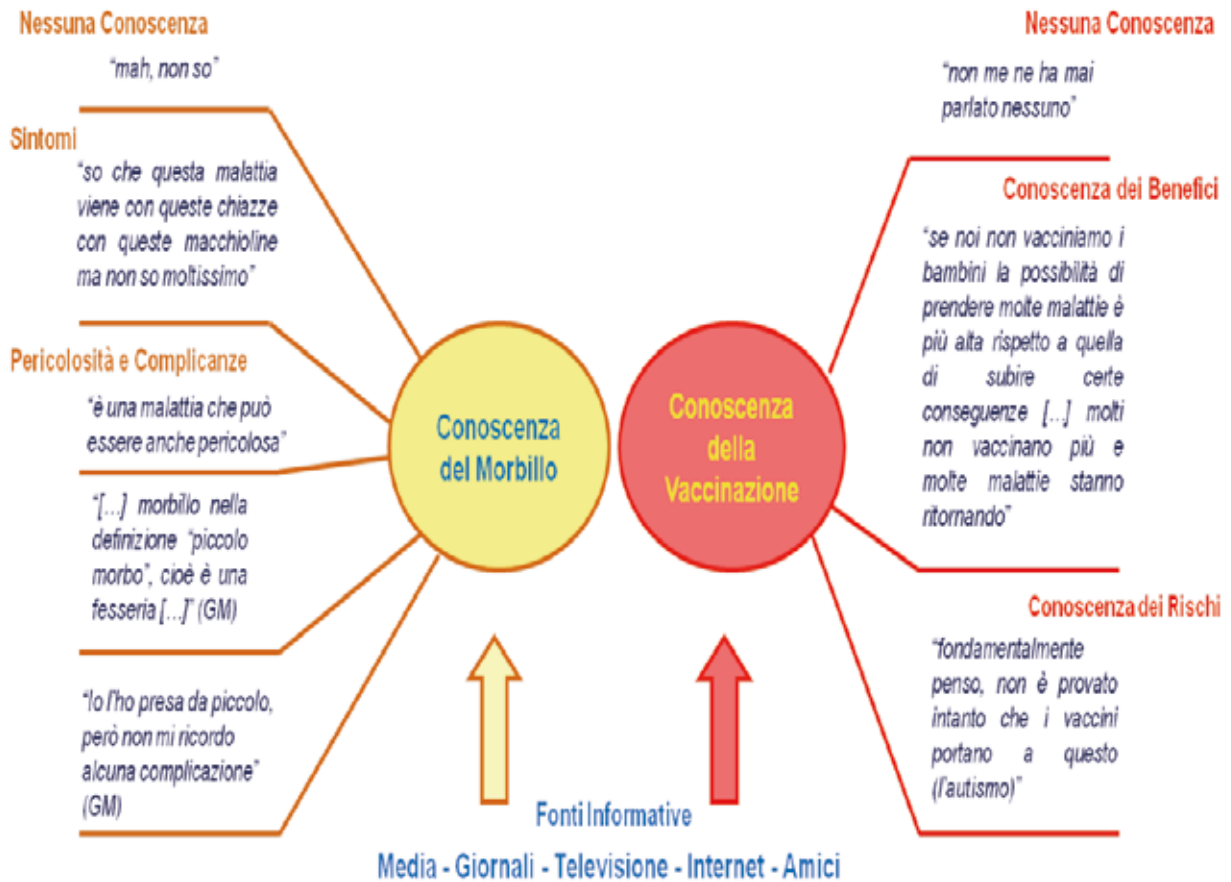 Nessuna Conoscenza
"mah, non so"
Sintomi
"so che questa malattia
viene con queste chiazze
con queste macchioline
ma non so moltissimo"
Pericolosità e Complicanze
"è una malattia che può
essere anche pericolosa"
"[...] morbillo nella
definizione "piccolo
morbo", cioè è una
fesseria [...]" (GM)
"Io l'ho presa da piccolo,
però non mi ricordo
alcuna complicazione"
(GM)
Conoscenza
del Morbillo
Conoscenza
della
Vaccinazione
Nessuna Conoscenza
"non me ne ha mai
parlato nessuno"
Conoscenza dei Benefici
"se noi non vacciniamo i
bambini la possibilità di
prendere molte malattie è
più alta rispetto a quella
di subire certe
conseguenze [...] molti
non vaccinano più e
molte malattie stanno
ritornando"
Conoscenza dei Rischi
"fondamentalmente
penso, non è provato
intanto che i vaccini
portano a questo
(l'autismo)"
Fonti Informative
Media - Giornali - Televisione - Internet - Amici